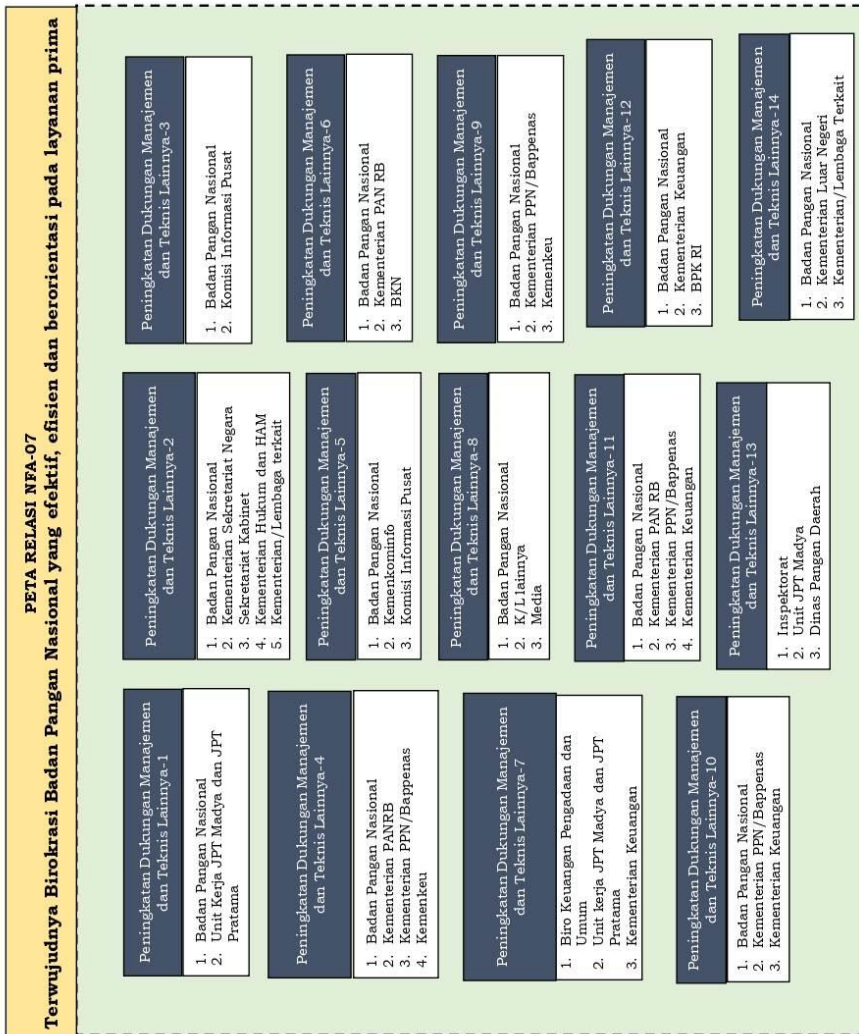 PETA RELASI NFA-07
Terwujudnya Birokrasi Badan Pangan Nasional yang efektif, efisien dan berorientasi pada layanan prima
Peningkatan Dukungan Manajemen
dan Teknis Lainnya-1
1. Badan Pangan Nasional
2. Unit Kerja JPT Madya dan JPT
Pratama
Peningkatan Dukungan Manajemen
dan Teknis Lainnya-2
1. Badan Pangan Nasional
2. Kementerian Sekretariat Negara
3. Sekretariat Kabinet
4. Kementerian Hukum dan HAM
5. Kementerian/Lembaga terkait
Peningkatan Dukungan Manajemen
dan Teknis Lainnya-3
1. Badan Pangan Nasional
2. Komisi Informasi Pusat
Peningkatan Dukungan Manajemen
dan Teknis Lainnya-4
1. Badan Pangan Nasional
2. Kementerian PANRB
3. Kementerian PPN/Bappenas
4. Kemenkeu
Peningkatan Dukungan Manajemen
dan Teknis Lainnya-5
1. Badan Pangan Nasional
2. Kemenkominfo
3. Komisi Informasi Pusat
Peningkatan Dukungan Manajemen
dan Teknis Lainnya-6
1. Badan Pangan Nasional
2. Kementerian PAN RB
3. BKN
Peningkatan Dukungan Manajemen
dan Teknis Lainnya-7
1. Biro Keuangan Pengadaan dan
Umum
2. Unit kerja JPT Madya dan JPT
Pratama
3. Kementerian Keuangan
Peningkatan Dukungan Manajemen
dan Teknis Lainnya-8
1. Badan Pangan Nasional
2. K/L lainnya
3. Media
Peningkatan Dukungan Manajemen
dan Teknis Lainnya-9
1. Badan Pangan Nasional
2. Kementerian PPN/Bappenas
3. Kemenkeu
Peningkatan Dukungan Manajemen
dan Teknis Lainnya-10
1. Badan Pangan Nasional
2. Kementerian PPN/Bappenas
3. Kementerian Keuangan
Peningkatan Dukungan Manajemen
dan Teknis Lainnya-11
1. Badan Pangan Nasional
2. Kementerian PAN RB
3. Kementerian PPN/Bappenas
4. Kementerian Keuangan
Peningkatan Dukungan Manajemen
dan Teknis Lainnya-12
1. Badan Pangan Nasional
2. Kementerian Keuangan
3. BPK RI
Peningkatan Dukungan Manajemen
dan Teknis Lainnya-13
1. Inspektorat
2. Unit JPT Madya
3. Dinas Pangan Daerah
Peningkatan Dukungan Manajemen
dan Teknis Lainnya-14
1. Badan Pangan Nasional
2. Kementerian Luar Negeri
3. Kementerian/Lembaga Terkait